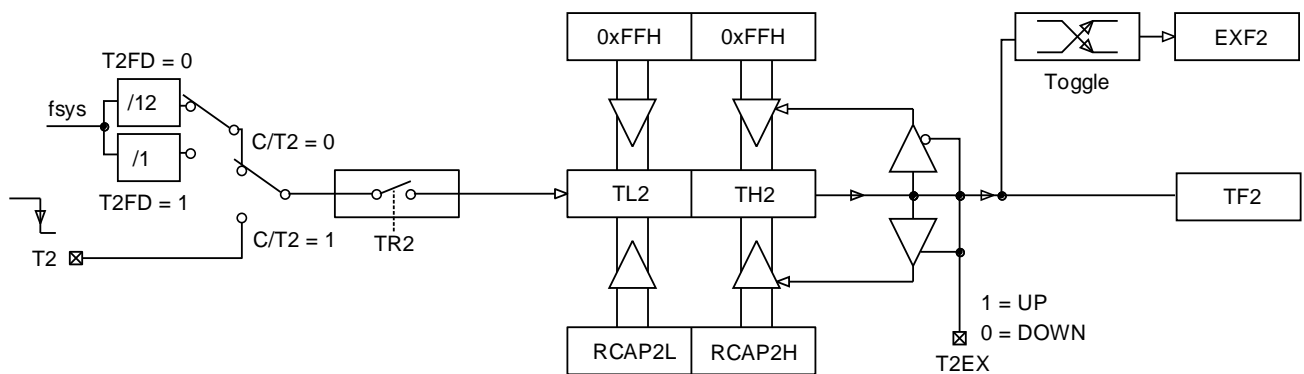 0xFFH 0xFFH
EXF2
Toggle
T2FD = 0
fsys
/12
/1
T2FD = 1
C/T2 = 0
C/T2 = 1
T2
TR2
TL2 TH2
TF2
1 = UP
0 = DOWN
T2EX
RCAP2L RCAP2H